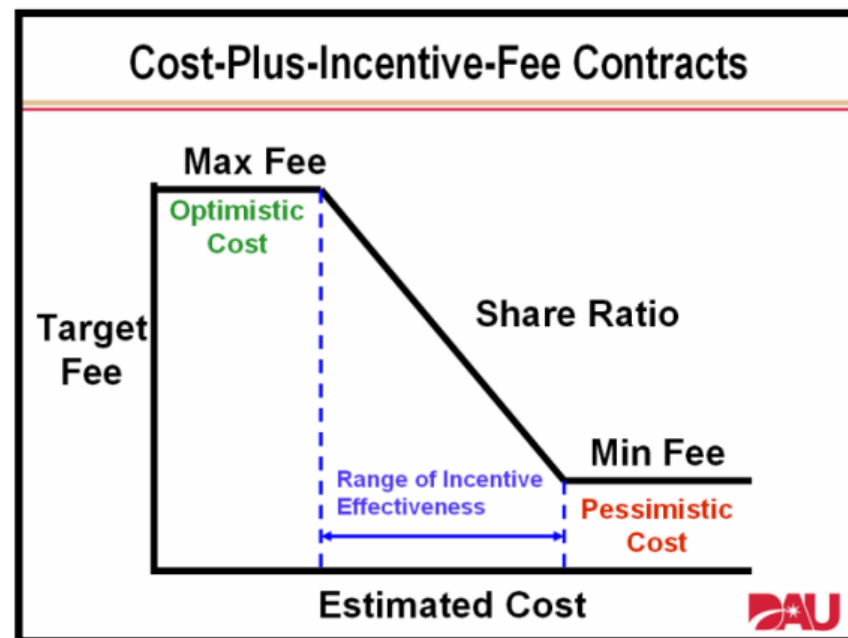 Cost-Plus-Incentive-Fee Contracts
Max Fee
Optimistic
Cost
Target
Fee
Share Ratio
Range of Incentive
Effectiveness
Min Fee
Pessimistic
Cost
Estimated Cost
DAU